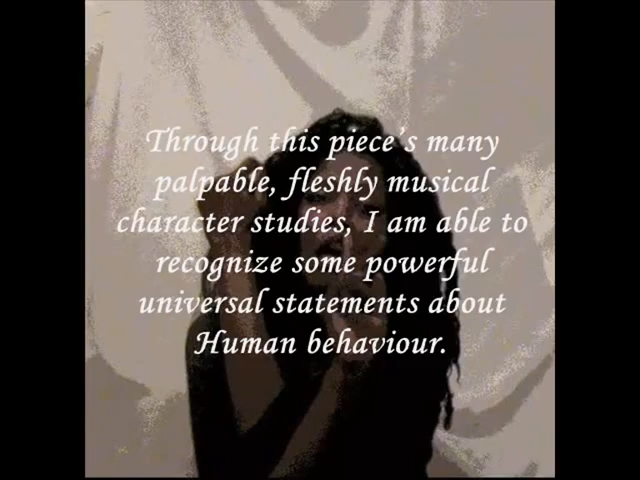 Through this piece's many
palpable, fleshly musical
character studies, I am able to
recognize some powerful
universal statements about
Human behaviour.